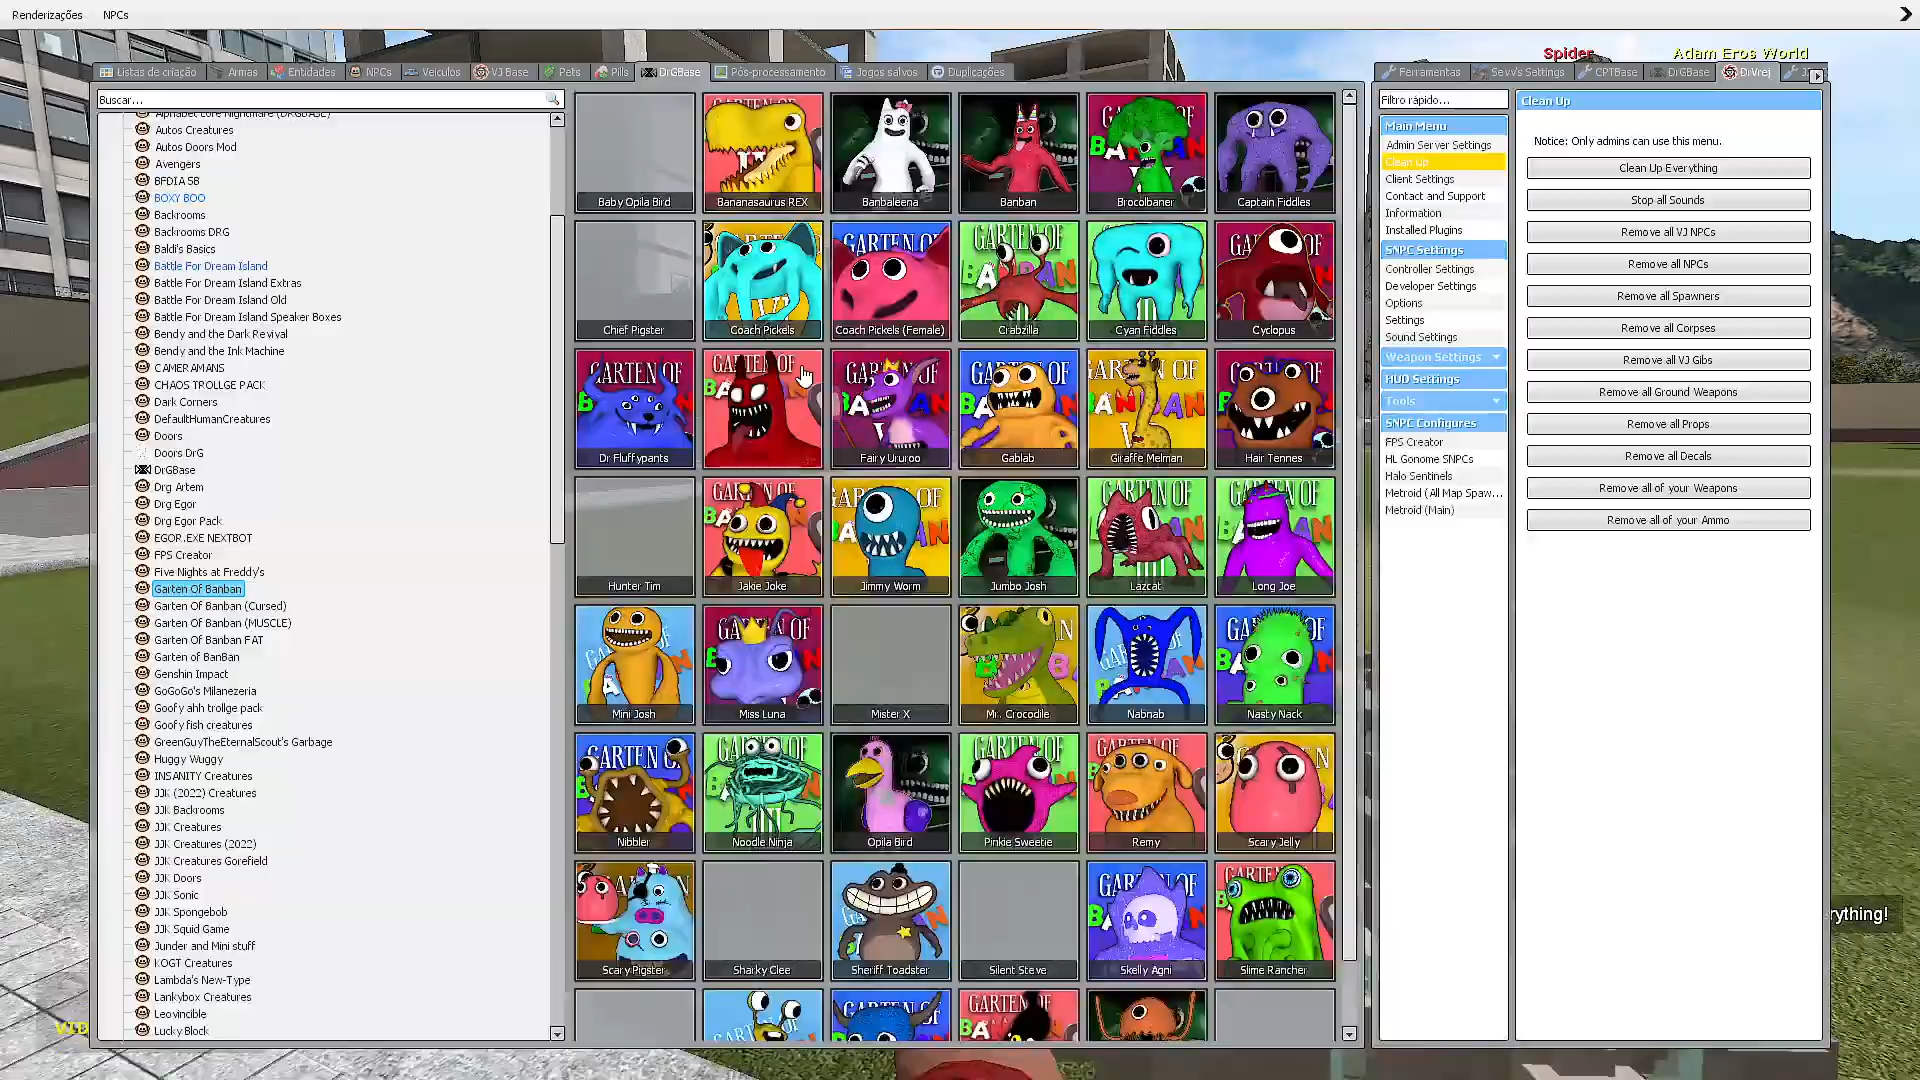 Renderizações NPCs
Spider Adam Eros World
Listas de criação Armas Entidades NPCs Veículos VJ Base Pets Pills DrGBase Pós-processamento Jogos salvos Duplicações
Ferramentas Sevv's Settings CPTBase DrGBase DrVrej
Buscar...
Alphabet Lore Nightmare (DRGBASE)
Autos Creatures
Autos Doors Mod
Avengers
BFDIA 5B
BOXY BOO
Backrooms
Backrooms DRG
Baldi's Basics
Battle For Dream Island
Battle For Dream Island Extras
Battle For Dream Island Old
Battle For Dream Island Speaker Boxes
Bendy and the Dark Revival
Bendy and the Ink Machine
CAMERAMANS
CHAOS TROLLGE PACK
Dark Corners
DefaultHumanCreatures
Doors
Doors DrG
DrGBase
Drg Artem
Drg Egor
Drg Egor Pack
EGOR.EXE NEXTBOT
FPS Creator
Five Nights at Freddy's
Garten Of Banban
Garten Of Banban (Cursed)
Garten Of Banban (MUSCLE)
Garten Of Banban FAT
Garten of BanBan
Genshin Impact
GoGoGo's Milanezeria
Goofy ahh trollge pack
Goofy fish creatures
GreenGuyTheEternalScout's Garbage
Huggy Wuggy
INSANITY Creatures
JJK (2022) Creatures
JJK Backrooms
JJK Creatures
JJK Creatures (2022)
JJK Creatures Gorefield
JJK Doors
JJK Sonic
JJK Spongebob
JJK Squid Game
Junder and Mini stuff
KOGT Creatures
Lambda's New-Type
Lankybox Creatures
Leovincible
Lucky Block
Baby Opila Bird Bananasaurus REX Banbaleena Banban Brocolbaner Captain Fiddles
Chief Pigster Coach Pickels Coach Pickels (Female) Crabzilla Cyan Fiddles Cyclopus
Dr Fluffypants Fairy Ururoo Gablab Giraffe Melman Hair Tennes
Hunter Tim Jakie Joke Jimmy Worm Jumbo Josh Lazcat Long Joe
Mini Josh Miss Luna Mister X Mr. Crocodile Nabnab Nasty Nack
Nibbler Noodle Ninja Opila Bird Pinkie Sweetie Remy Scary Jelly
Scary Pigster Sharky Clee Sheriff Toadster Silent Steve Skelly Agni Slime Rancher
Filtro rápido...
Main Menu
Admin Server Settings
Clean Up
Client Settings
Contact and Support
Information
Installed Plugins
SNPC Settings
Controller Settings
Developer Settings
Options
Settings
Sound Settings
Weapon Settings
HUD Settings
Tools
SNPC Configures
FPS Creator
HL Gonome SNPCs
Halo Sentinels
Metroid (All Map Spaw...
Metroid (Main)
Clean Up
Notice: Only admins can use this menu.
Clean Up Everything
Stop all Sounds
Remove all VJ NPCs
Remove all NPCs
Remove all Spawners
Remove all Corpses
Remove all VJ Gibs
Remove all Ground Weapons
Remove all Props
Remove all Decals
Remove all of your Weapons
Remove all of your Ammo
rything!
VID